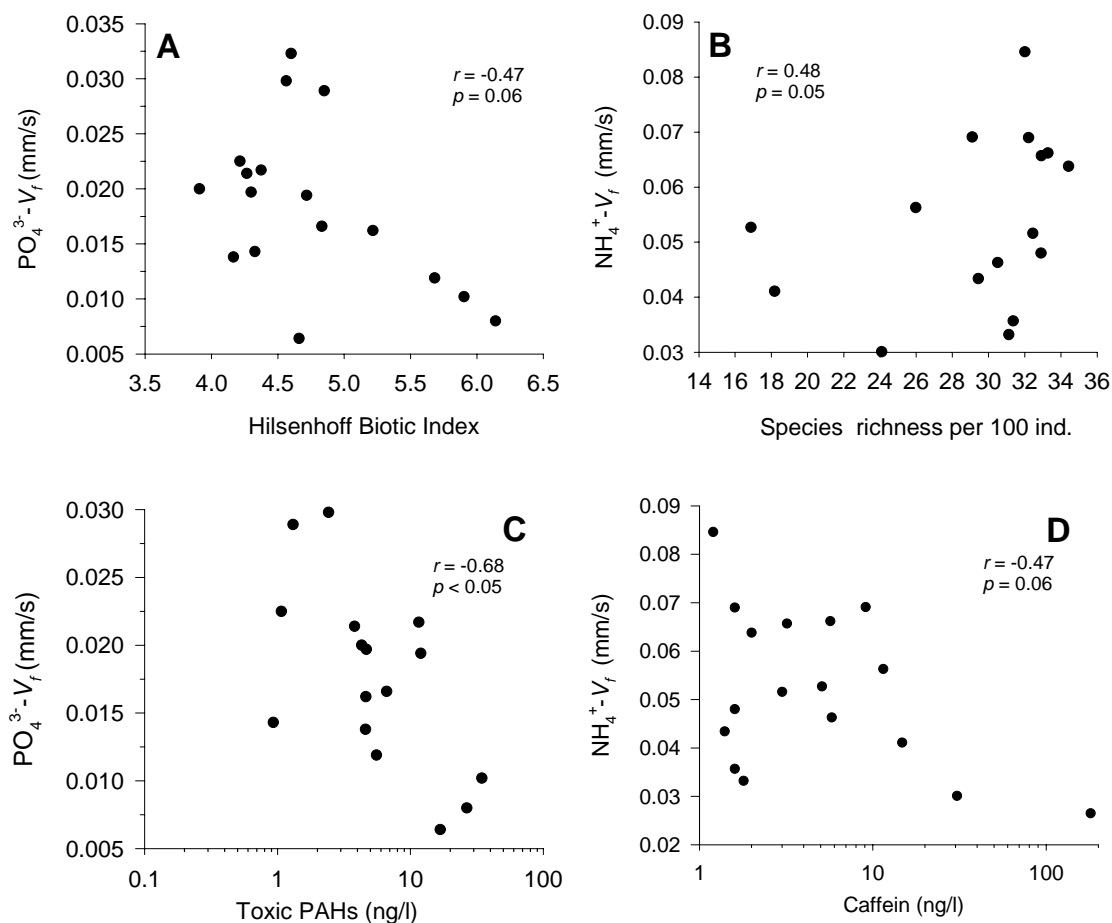 A
r = -0.47
p = 0.06
PO₄³⁻-Vf (mm/s)
0.035
0.030
0.025
0.020
0.015
0.010
0.005
3.5 4.0 4.5 5.0 5.5 6.0 6.5
Hilsenhoff Biotic Index
B
r = 0.48
p = 0.05
NH₄⁺-Vf (mm/s)
0.09
0.08
0.07
0.06
0.05
0.04
0.03
14 16 18 20 22 24 26 28 30 32 34 36
Species richness per 100 ind.
C
r = -0.68
p < 0.05
PO₄³⁻-Vf (mm/s)
0.030
0.025
0.020
0.015
0.010
0.005
0.1 1 10 100
Toxic PAHs (ng/l)
D
r = -0.47
p = 0.06
NH₄⁺-Vf (mm/s)
0.09
0.08
0.07
0.06
0.05
0.04
0.03
0.02
1 10 100
Caffein (ng/l)